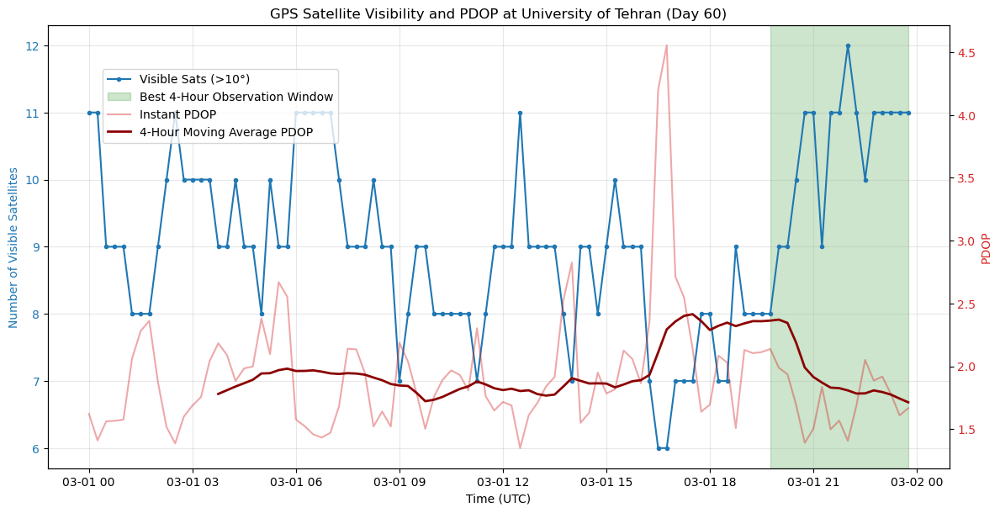 GPS Satellite Visibility and PDOP at University of Tehran (Day 60)
12
11
10
9
8
7
6
Number of Visible Satellites
Visible Sats (>10°)
Best 4-Hour Observation Window
Instant PDOP
4-Hour Moving Average PDOP
4.5
4.0
3.5
3.0
2.5
2.0
1.5
PDOP
03-01 00
03-01 03
03-01 06
03-01 09
03-01 12
03-01 15
03-01 18
03-01 21
03-02 00
Time (UTC)